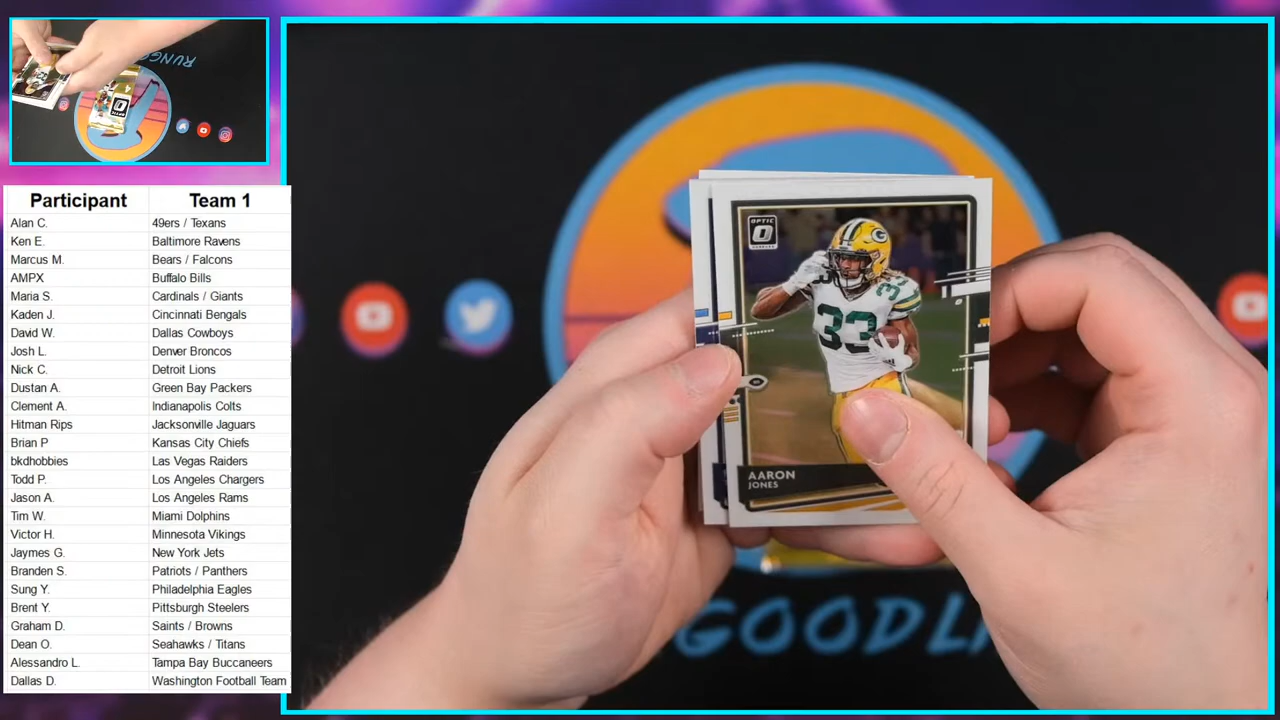 Participant Team 1
Alan C. 49ers / Texans
Ken E. Baltimore Ravens
Marcus M. Bears / Falcons
AMPX Buffalo Bills
Maria S. Cardinals / Giants
Kaden J. Cincinnati Bengals
David W. Dallas Cowboys
Josh L. Denver Broncos
Nick C. Detroit Lions
Dustan A. Green Bay Packers
Clement A. Indianapolis Colts
Hitman Rips Jacksonville Jaguars
Brian P Kansas City Chiefs
bkdhobbies Las Vegas Raiders
Todd P. Los Angeles Chargers
Jason A. Los Angeles Rams
Tim W. Miami Dolphins
Victor H. Minnesota Vikings
Jaymes G. New York Jets
Branden S. Patriots / Panthers
Sung Y. Philadelphia Eagles
Brent Y. Pittsburgh Steelers
Graham D. Saints / Browns
Dean O. Seahawks / Titans
Alessandro L. Tampa Bay Buccaneers
Dallas D. Washington Football Team
OPTIC
G
33
33
AARON
JONES
GOODL